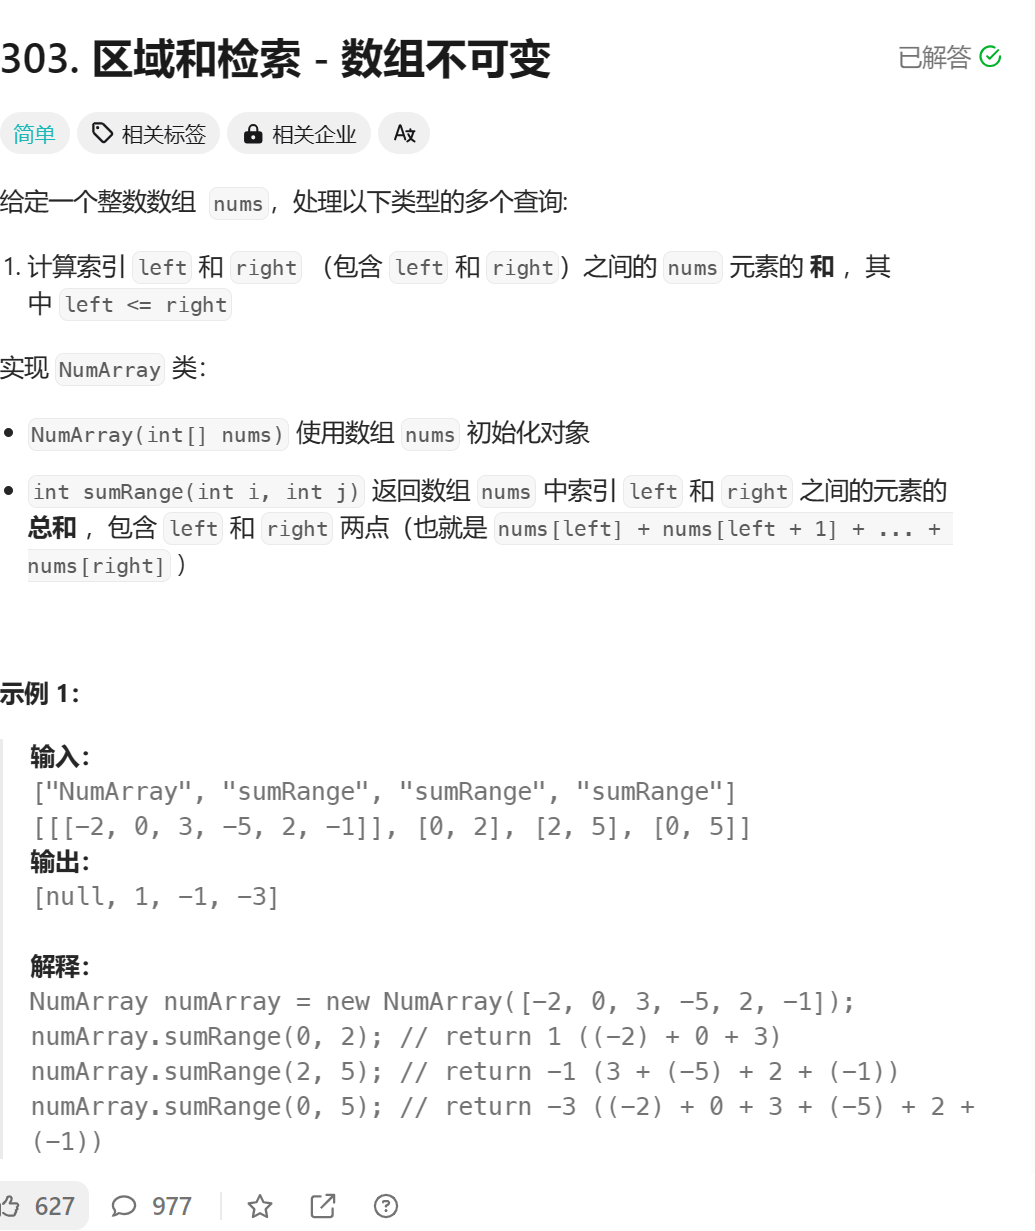 303. 区域和检索 - 数组不可变
已解答
简单 相关标签 相关企业
给定一个整数数组 nums，处理以下类型的多个查询:
1. 计算索引 left 和 right （包含 left 和 right）之间的 nums 元素的 和 ，其
中 left <= right
实现 NumArray 类：
• NumArray(int[] nums) 使用数组 nums 初始化对象
• int sumRange(int i, int j) 返回数组 nums 中索引 left 和 right 之间的元素的
总和 ，包含 left 和 right 两点（也就是 nums[left] + nums[left + 1] + ... +
nums[right] ）
示例 1：
输入：
["NumArray", "sumRange", "sumRange", "sumRange"]
[[[-2, 0, 3, -5, 2, -1]], [0, 2], [2, 5], [0, 5]]
输出：
[null, 1, -1, -3]
解释：
NumArray numArray = new NumArray([-2, 0, 3, -5, 2, -1]);
numArray.sumRange(0, 2); // return 1 ((-2) + 0 + 3)
numArray.sumRange(2, 5); // return -1 (3 + (-5) + 2 + (-1))
numArray.sumRange(0, 5); // return -3 ((-2) + 0 + 3 + (-5) + 2 +
(-1))
627 977